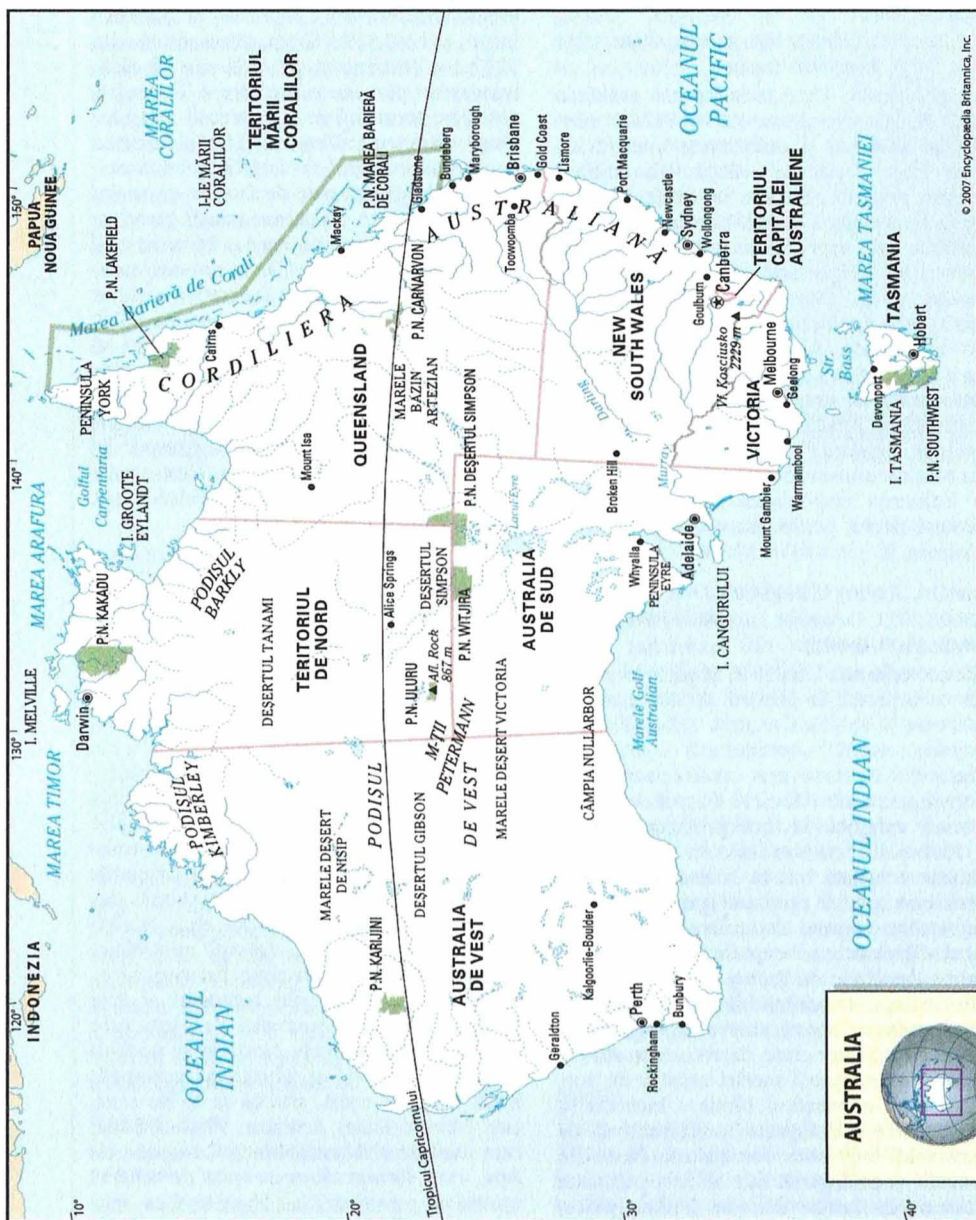 120°
130°
140°
150°
INDONEZIA
PAPUA
NOUA GUINEE
10°
20°
30°
40°
MAREA TIMOR
I. MELVILLE
MAREA ARAFURA
Darwin
P.N. KAKADU
I. GROOTE
EYLANDT
Golful
Carpentaria
PENINSULA
YORK
P.N. LAKEFIELD
MAREA
CORALILOR
I-LE MĂRII
CORALILOR
TERITORIUL
MĂRII
CORALILOR
Marea Barieră de Corali
Cairns
OCEANUL
INDIAN
PODIȘUL
KIMBERLEY
PODIȘUL
BARKLY
DEȘERTUL TANAMI
TERITORIUL
DE NORD
Mount Isa
QUEENSLAND
CORDILIERA AUSTRALIANĂ
Mackay
P.N. MAREA BARIERĂ
DE CORALI
MARELE DEȘERT
DE NISIP
PODIȘUL
DE VEST
P.N. KARIJINI
DEȘERTUL GIBSON
Tropicul Capricornului
Alice Springs
P.N. ULURU
Afl. Rock
867 m
M-ȚII
PETERMANN
DEȘERTUL
SIMPSON
P.N. WITJIRA
P.N. DEȘERTUL SIMPSON
MARELE
BAZIN
ARTEZIAN
P.N. CARNARVON
Gladstone
Bundaberg
Brisbane
Toowoomba
Gold Coast
Lismore
AUSTRALIA
DE VEST
MARELE DEȘERT VICTORIA
AUSTRALIA
DE SUD
Lacul Eyre
Geraldton
Kalgoorlie-Boulder
CÂMPIA NULLARBOR
Broken Hill
Darling
NEW
SOUTH WALES
Port Macquarie
Perth
Rockingham
Bunbury
Marele Golf
Australian
Whyalla
PENINSULA
EYRE
Adelaide
Murray
Newcastle
Sydney
Wollongong
Goulburn
Canberra
TERITORIUL
CAPITALEI
AUSTRALIENE
OCEANUL
PACIFIC
I. CANGURULUI
Mount Gambier
Warrnambool
VICTORIA
Vf. Kosciusko
2229 m
Melbourne
Geelong
Str.
Bass
MAREA TASMANIEI
OCEANUL INDIAN
Devonport
TASMANIA
I. TASMANIA
Hobart
P.N. SOUTHWEST
AUSTRALIA
© 2007 Encyclopædia Britannica, Inc.